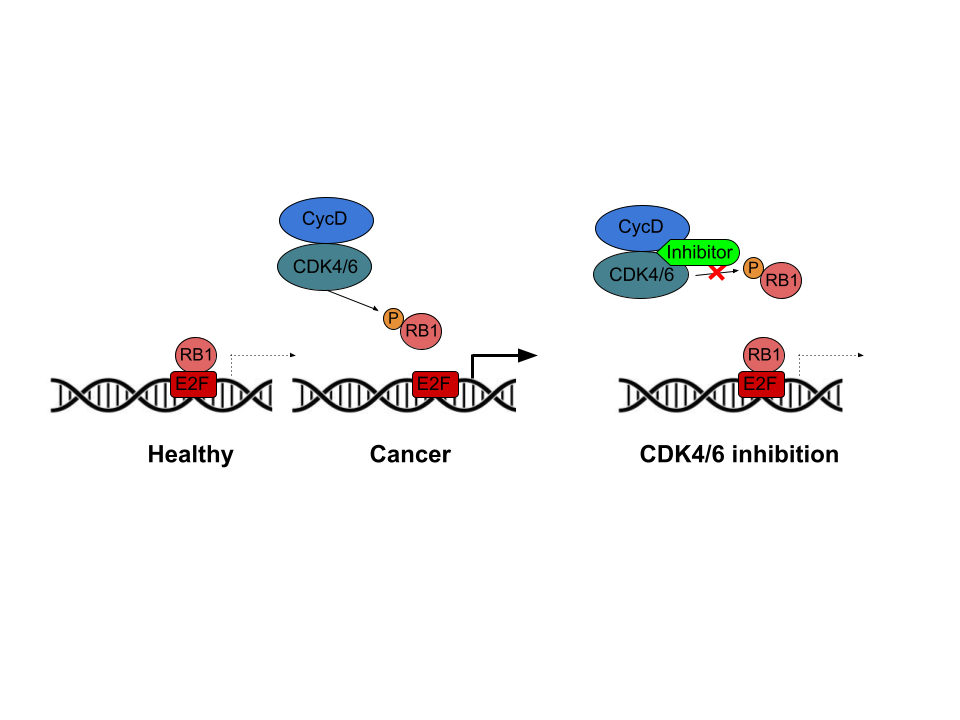 CycD
CDK4/6
P
RB1
RB1
E2F
E2F
Healthy
Cancer
CycD
Inhibitor
CDK4/6
P
RB1
RB1
E2F
CDK4/6 inhibition